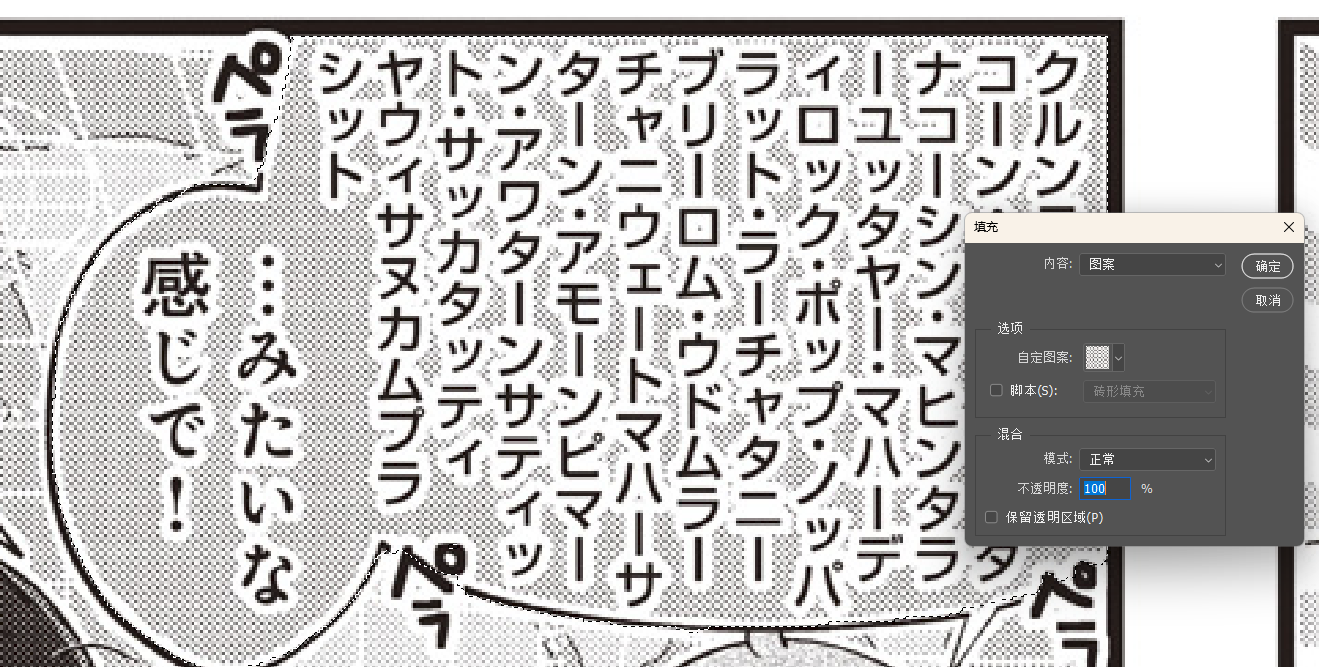 クルン
コーン
タ
ナコーシン・マヒンタラ
ーユッタヤー・マハーデ
ィロック・ポップ・ノッパ
ラット・ラーチャタニー
ブリーロム・ウドムラー
チャニウェートマハーサ
ターン・アモーンピマー
ン・アワターンサティッ
ト・サッカタッティ
ヤウィサヌカムプラ
シット
ペラ
…みたいな
感じで！
ペラ
ペラ
填充
内容: 图案
确定
取消
选项
自定图案:
脚本(S): 砖形填充
混合
模式: 正常
不透明度: 100 %
保留透明区域(P)